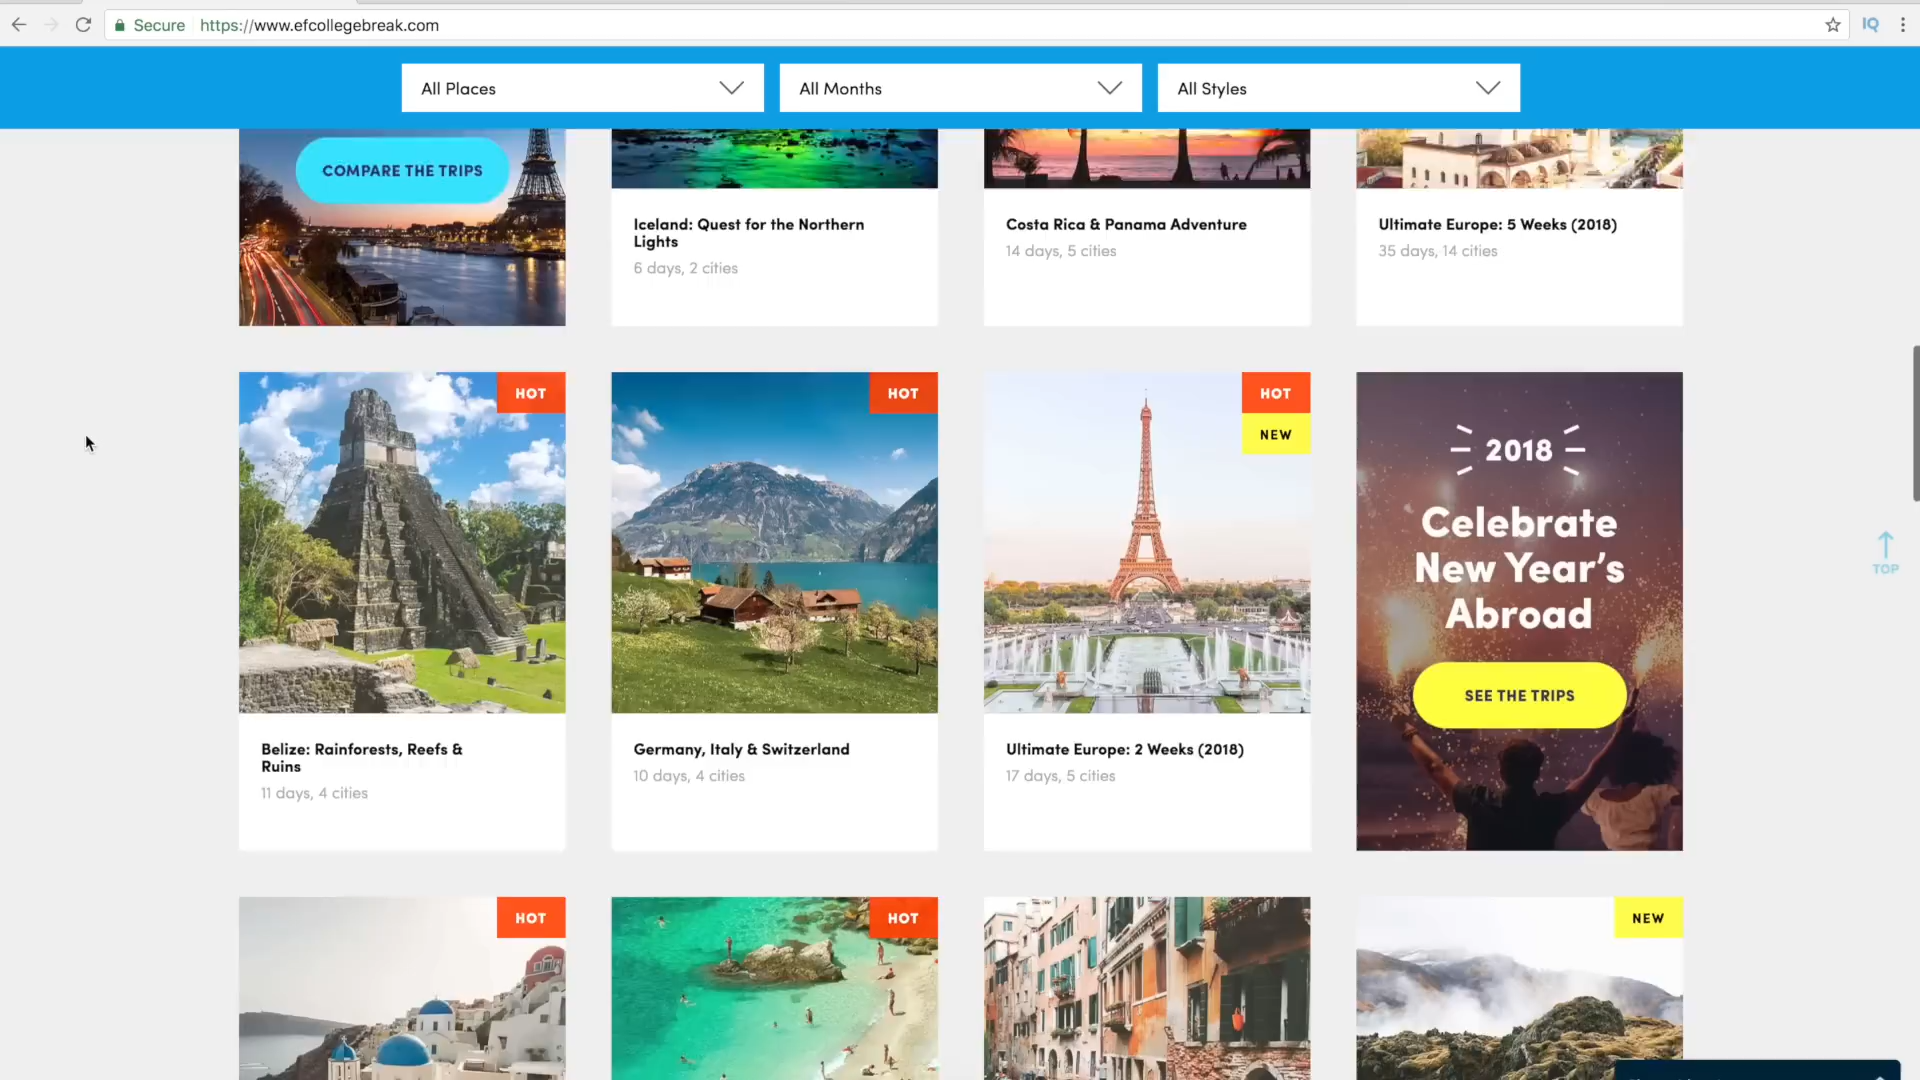 Secure https://www.efcollegebreak.com
IQ
All Places
All Months
All Styles
COMPARE THE TRIPS
Iceland: Quest for the Northern
Lights
6 days, 2 cities
Costa Rica & Panama Adventure
14 days, 5 cities
Ultimate Europe: 5 Weeks (2018)
35 days, 14 cities
HOT
HOT
HOT
NEW
2018
Celebrate
New Year's
Abroad
SEE THE TRIPS
TOP
Belize: Rainforests, Reefs &
Ruins
11 days, 4 cities
Germany, Italy & Switzerland
10 days, 4 cities
Ultimate Europe: 2 Weeks (2018)
17 days, 5 cities
HOT
HOT
NEW